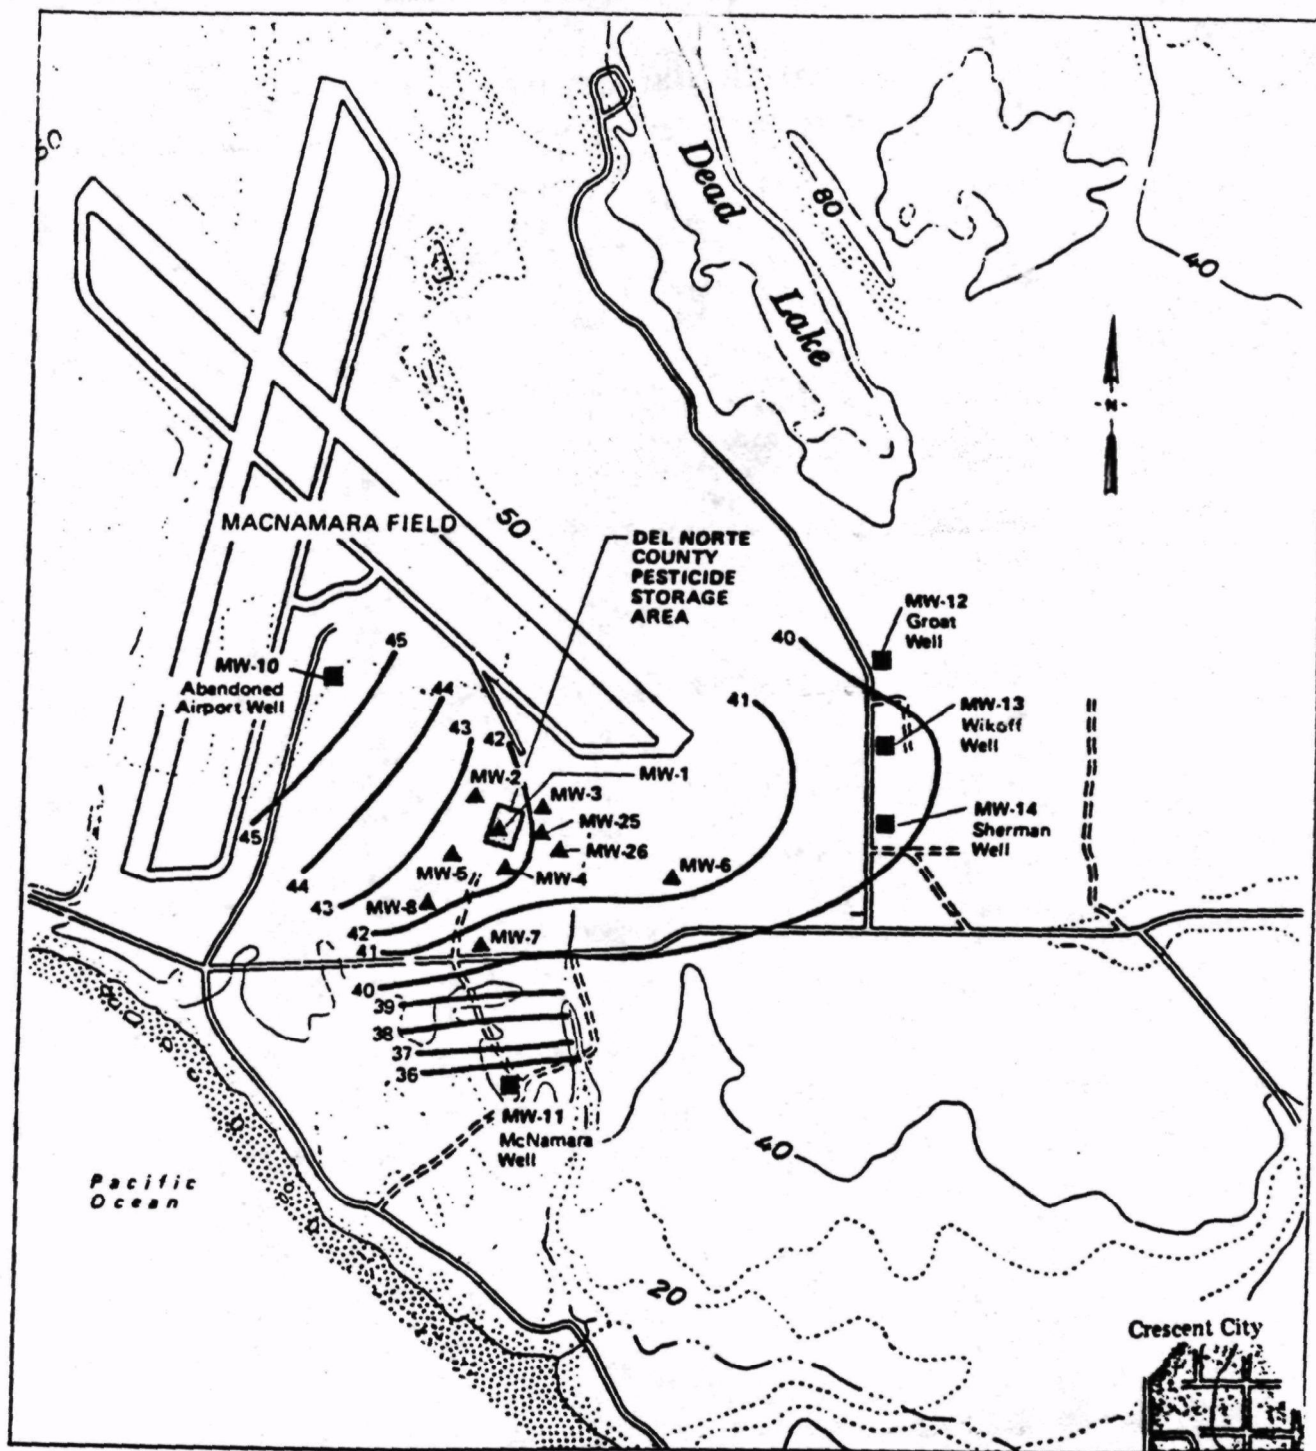 Dead
Lake
80
40
N
50
MACNAMARA FIELD
DEL NORTE
COUNTY
PESTICIDE
STORAGE
AREA
MW-12
Groat
Well
40
45
MW-10
Abandoned
Airport Well
44
41
MW-13
Wikoff
Well
43
42
MW-2
MW-1
MW-3
MW-14
Sherman
Well
45
MW-25
MW-26
MW-5
MW-4
MW-6
44
43
MW-8
42
41
MW-7
40
39
38
37
36
MW-11
McNamara
Well
40
Pacific
Ocean
20
Crescent City